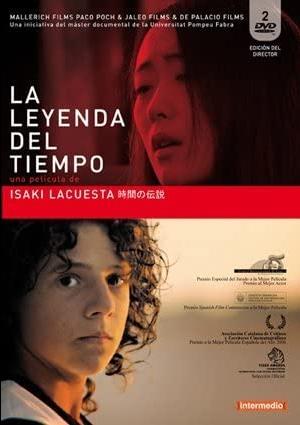 MALLERICH FILMS PACO POCH & JALEO FILMS & DE PALACIO FILMS
Una iniciativa del máster documental de la Universitat Pompeu Fabra
2
DVD
EDICIÓN DEL
DIRECTOR
LA
LEYENDA
DEL
TIEMPO
una película de
ISAKI LACUESTA 時間の伝説
Premio Especial del Jurado a la Mejor Película
Premio al Mejor Actor
Premio Spanish Film Commission a la Mejor Película
Asociación Catalana de Críticos
y Escritores Cinematográficos
Premio a la Mejor Película Española del Año 2006
TIGER AWARDS
Selección Oficial
intermedio